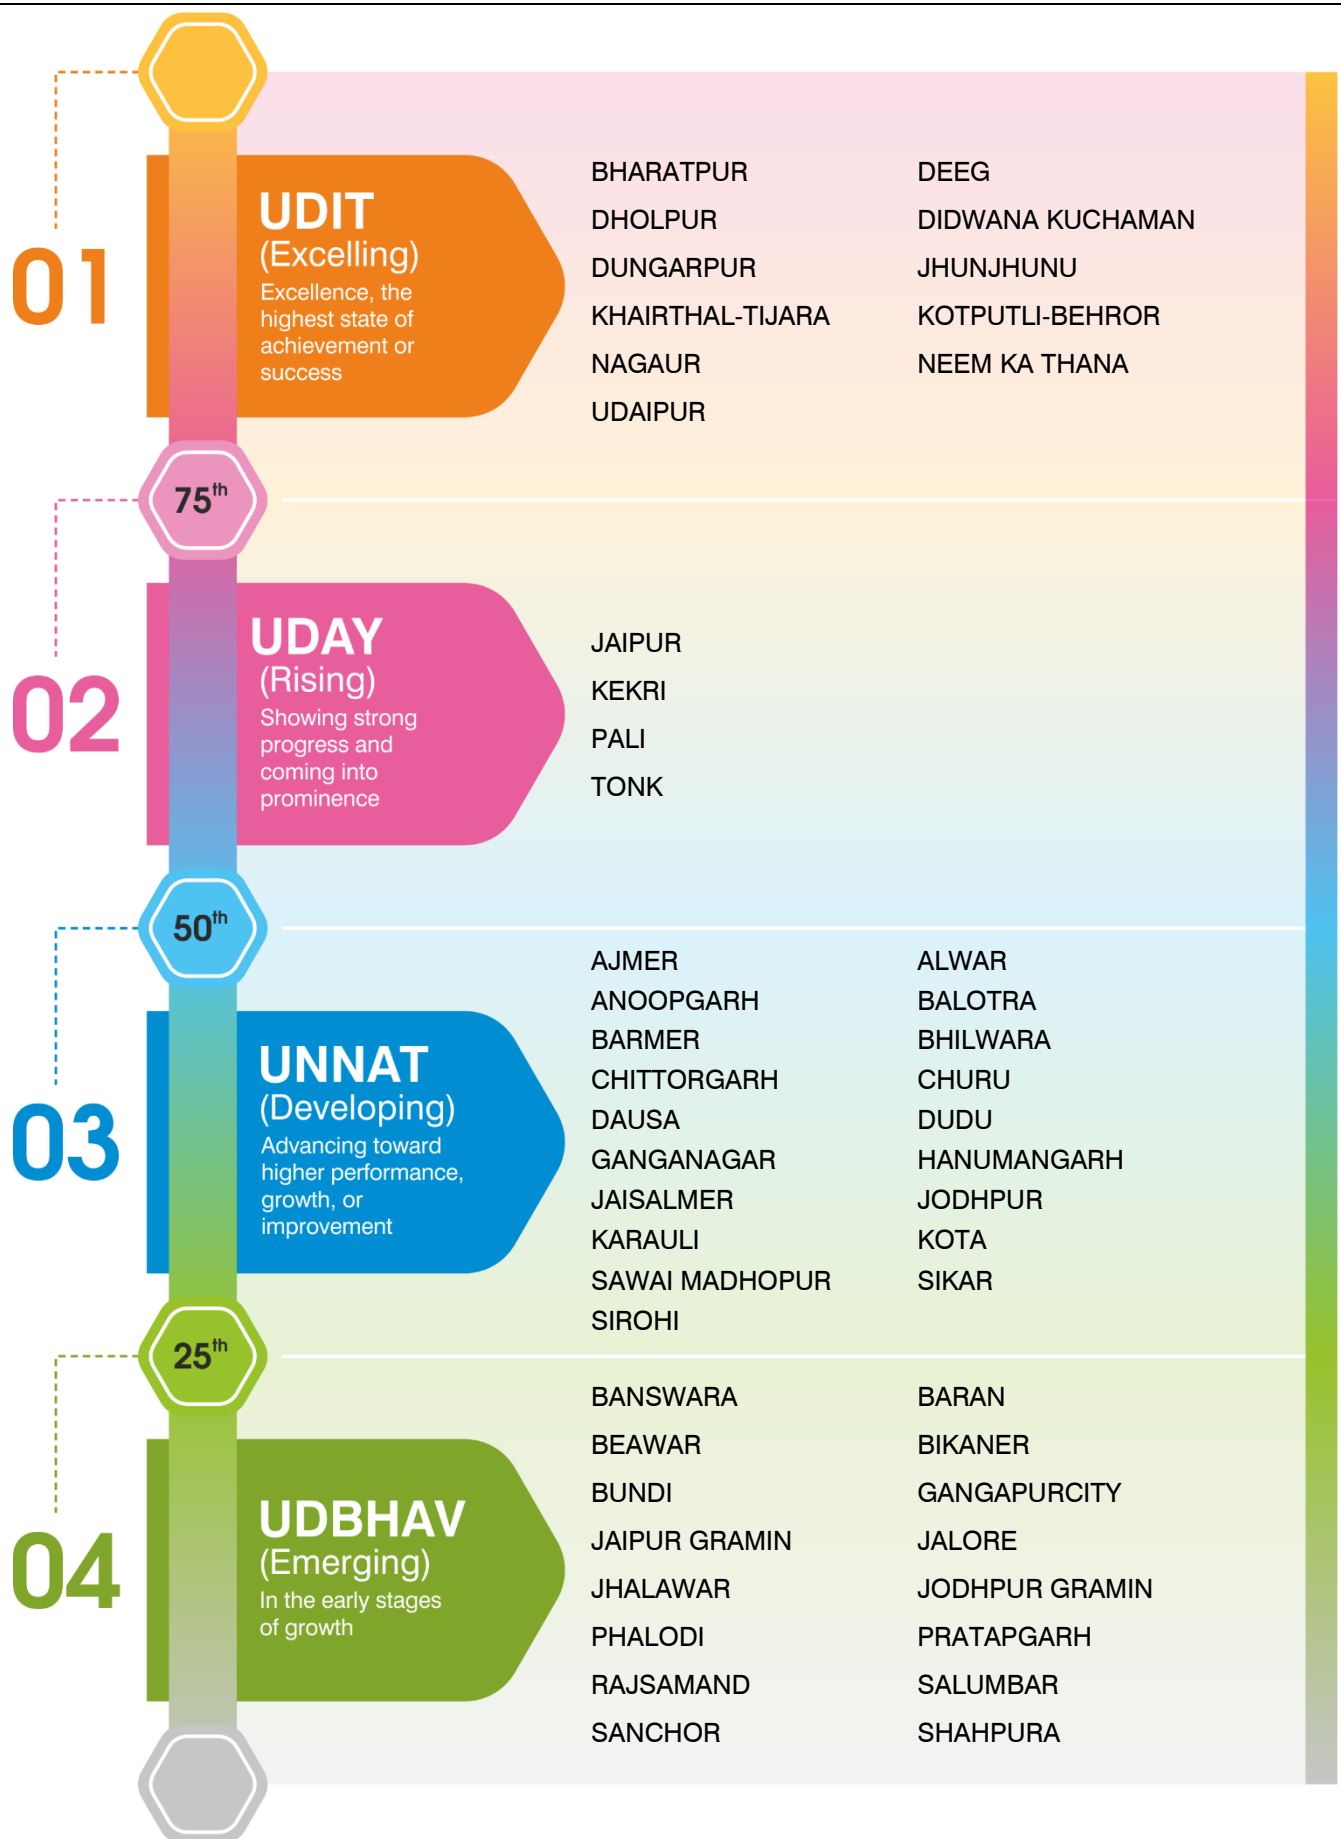 01
UDIT
(Excelling)
Excellence, the
highest state of
achievement or
success
BHARATPUR DEEG
DHOLPUR DIDWANA KUCHAMAN
DUNGARPUR JHUNJHUNU
KHAIRTHAL-TIJARA KOTPUTLI-BEHROR
NAGAUR NEEM KA THANA
UDAIPUR
75th
02
UDAY
(Rising)
Showing strong
progress and
coming into
prominence
JAIPUR
KEKRI
PALI
TONK
50th
03
UNNAT
(Developing)
Advancing toward
higher performance,
growth, or
improvement
AJMER ALWAR
ANOOPGARH BALOTRA
BARMER BHILWARA
CHITTORGARH CHURU
DAUSA DUDU
GANGANAGAR HANUMANGARH
JAISALMER JODHPUR
KARAULI KOTA
SAWAI MADHOPUR SIKAR
SIROHI
25th
04
UDBHAV
(Emerging)
In the early stages
of growth
BANSWARA BARAN
BEAWAR BIKANER
BUNDI GANGAPURCITY
JAIPUR GRAMIN JALORE
JHALAWAR JODHPUR GRAMIN
PHALODI PRATAPGARH
RAJSAMAND SALUMBAR
SANCHOR SHAHPURA